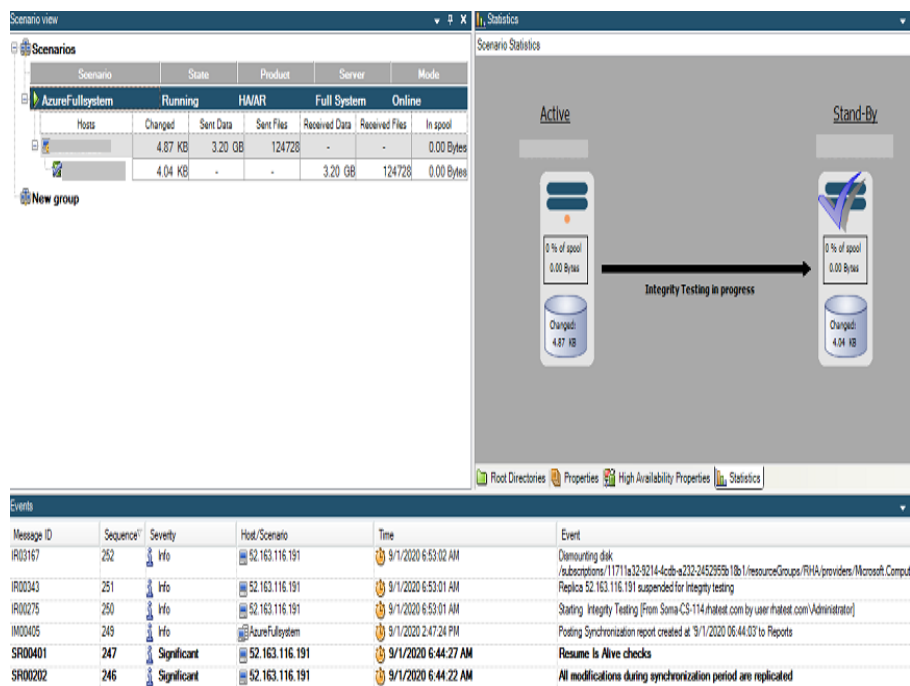 Scenario view
Scenarios
Scenario State Product Server Mode
AzureFullsystem Running HA/AR Full System Online
Hosts Changed Sent Data Sent Files Received Data Received Files In spool
4.87 KB 3.20 GB 124728 - - 0.00 Bytes
4.04 KB - - 3.20 GB 124728 0.00 Bytes
New group
Statistics
Scenario Statistics
Active Stand-By
0 % of spool 0 % of spool
0.00 Bytes 0.00 Bytes
Integrity Testing in progress
Changed: Changed:
4.87 KB 4.04 KB
Root Directories Properties High Availability Properties Statistics
Events
Message ID Sequence Severity Host/Scenario Time Event
IR03167 252 Info 52.163.116.191 9/1/2020 6:53:02 AM Dismounting disk
/subscriptions/11711a32-9214-4cdb-a232-2452955b18b1/resourceGroups/RHA/providers/Microsoft.Comput
IR00343 251 Info 52.163.116.191 9/1/2020 6:53:01 AM Replica 52.163.116.191 suspended for Integrity testing
IR00275 250 Info 52.163.116.191 9/1/2020 6:53:01 AM Starting Integrity Testing [From Soma-CS-114.rhatest.com by user rhatest.com\Administrator]
IM00405 249 Info AzureFullsystem 9/1/2020 2:47:24 PM Posting Synchronization report created at '9/1/2020 06:44:03' to Reports
SR00401 247 Significant 52.163.116.191 9/1/2020 6:44:27 AM Resume Is Alive checks
SR00202 246 Significant 52.163.116.191 9/1/2020 6:44:22 AM All modifications during synchronization period are replicated